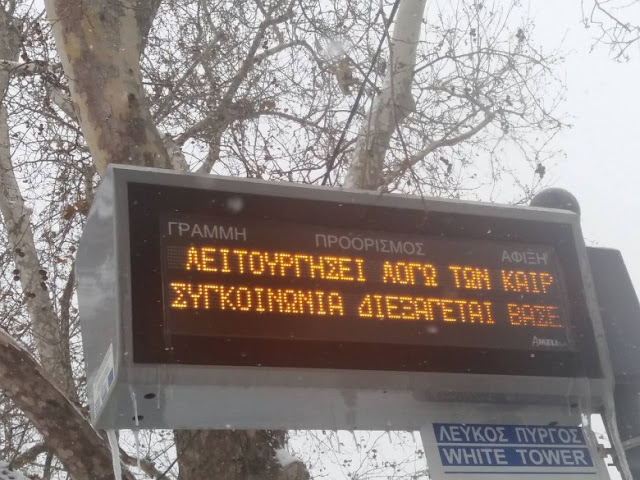 ΓΡΑΜΜΗ ΠΡΟΟΡΙΣΜΟΣ ΑΦΙΞΗ
ΛΕΙΤΟΥΡΓΗΣΕΙ ΛΟΓΩ ΤΩΝ ΚΑΙΡ
ΣΥΓΚΟΙΝΩΝΙΑ ΔΙΕΞΑΓΕΤΑΙ ΒΑΣΕ
ΛΕΥΚΟΣ ΠΥΡΓΟΣ
WHITE TOWER